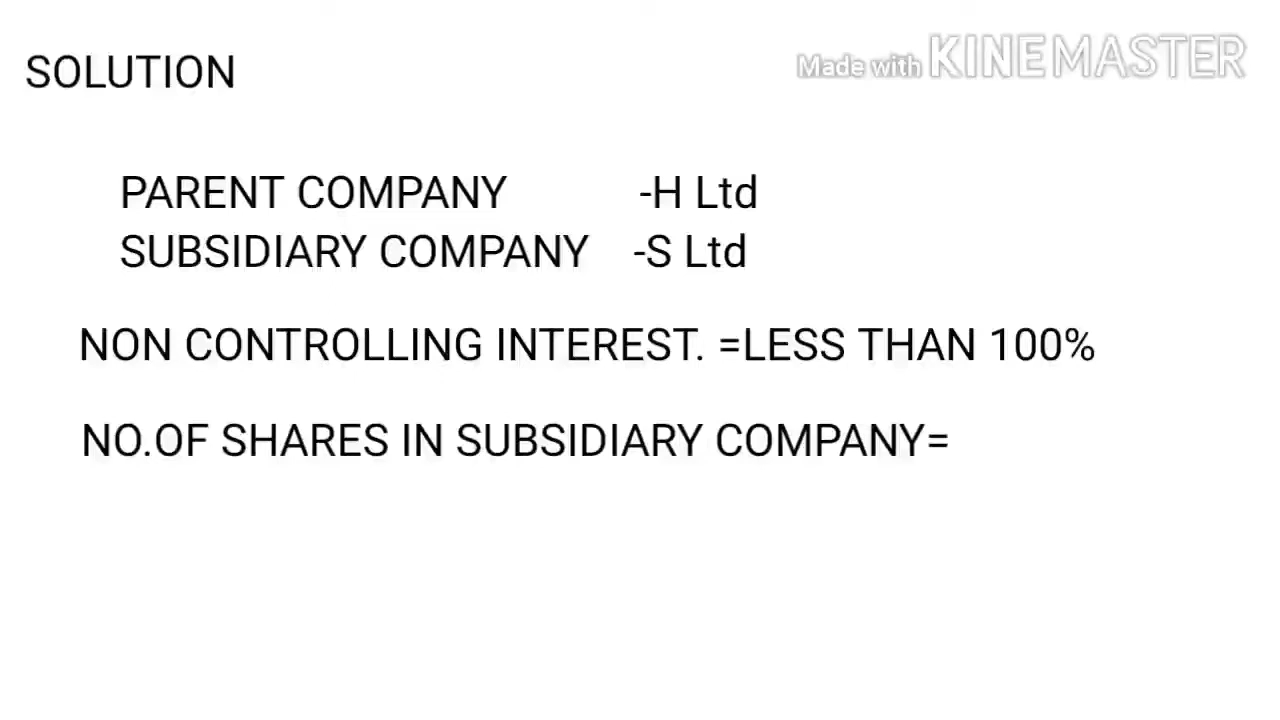 SOLUTION
Made with KINEMASTER
PARENT COMPANY -H Ltd
SUBSIDIARY COMPANY -S Ltd
NON CONTROLLING INTEREST. =LESS THAN 100%
NO.OF SHARES IN SUBSIDIARY COMPANY=